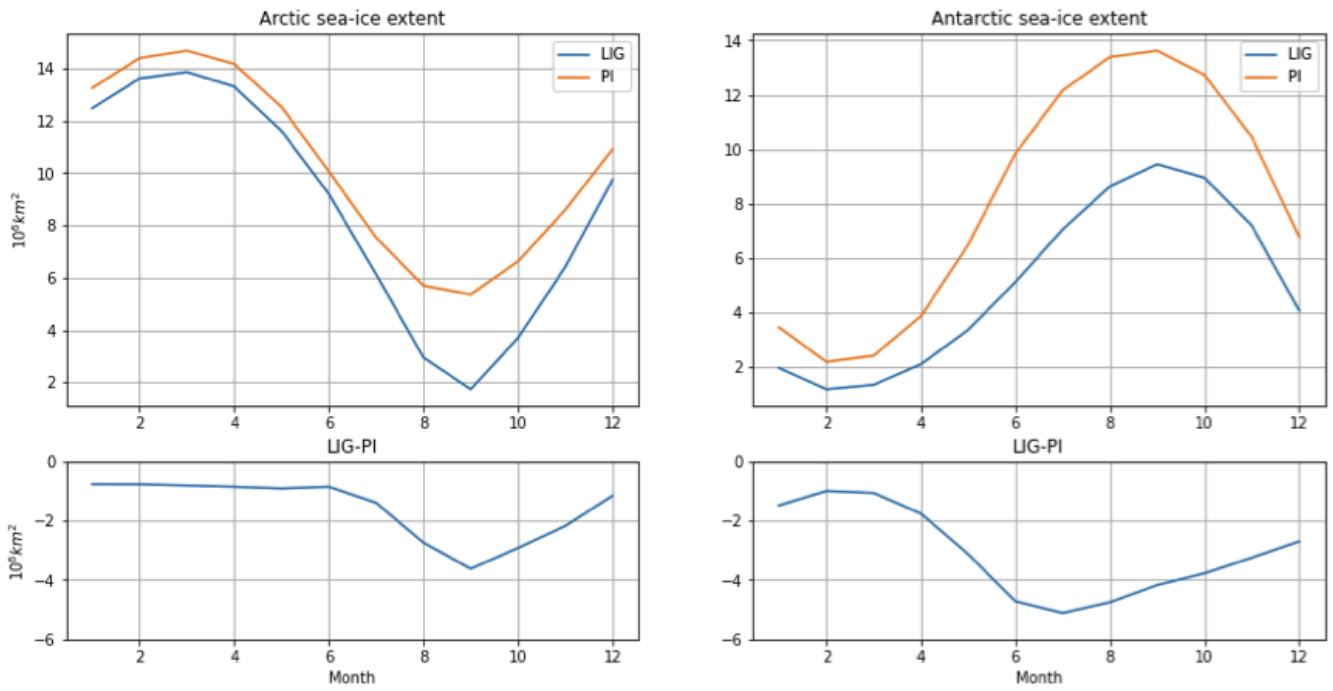 Arctic sea-ice extent
LIG
PI
14
12
10
8
6
4
2
10⁶km²
2 4 6 8 10 12
LIG-PI
0
−2
−4
−6
10⁶km²
2 4 6 8 10 12
Month
Antarctic sea-ice extent
LIG
PI
14
12
10
8
6
4
2
2 4 6 8 10 12
LIG-PI
0
−2
−4
−6
2 4 6 8 10 12
Month